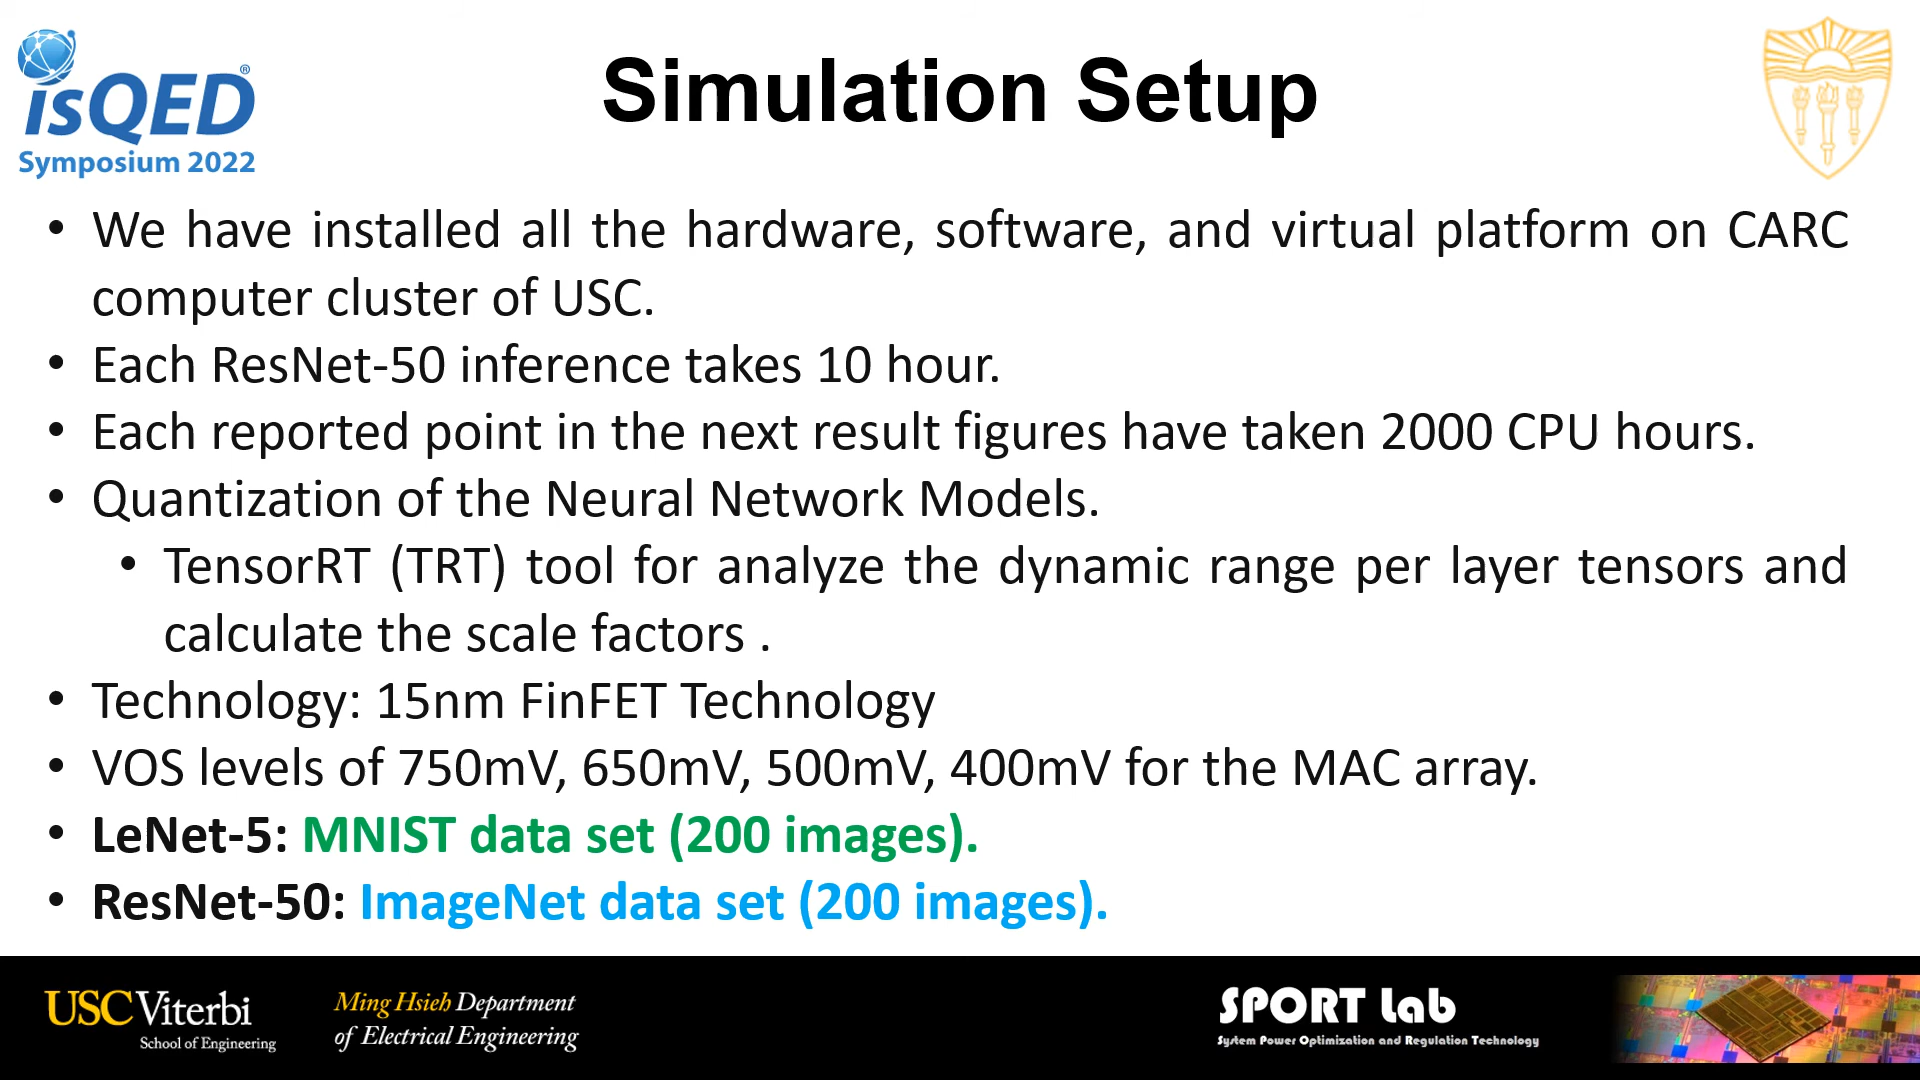 isQED®
Symposium 2022
Simulation Setup
• We have installed all the hardware, software, and virtual platform on CARC
computer cluster of USC.
• Each ResNet-50 inference takes 10 hour.
• Each reported point in the next result figures have taken 2000 CPU hours.
• Quantization of the Neural Network Models.
• TensorRT (TRT) tool for analyze the dynamic range per layer tensors and
calculate the scale factors .
• Technology: 15nm FinFET Technology
• VOS levels of 750mV, 650mV, 500mV, 400mV for the MAC array.
• LeNet-5: MNIST data set (200 images).
• ResNet-50: ImageNet data set (200 images).
USC Viterbi
School of Engineering
Ming Hsieh Department
of Electrical Engineering
SPORT Lab
System Power Optimization and Regulation Technology